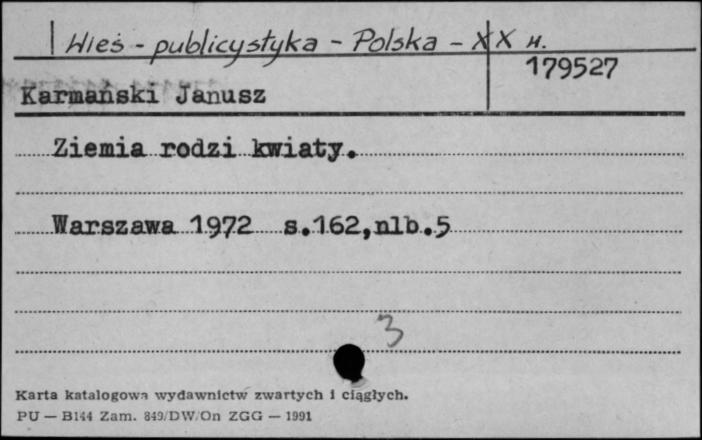 Wieś - publicystyka - Polska - XX w.
179527
Karmański Janusz
Ziemia rodzi kwiaty.
Warszawa 1972 s.162,nlb.5
3
Karta katalogowa wydawnictw zwartych i ciągłych.
PU — B144 Zam. 849/DW/On ZGG — 1991